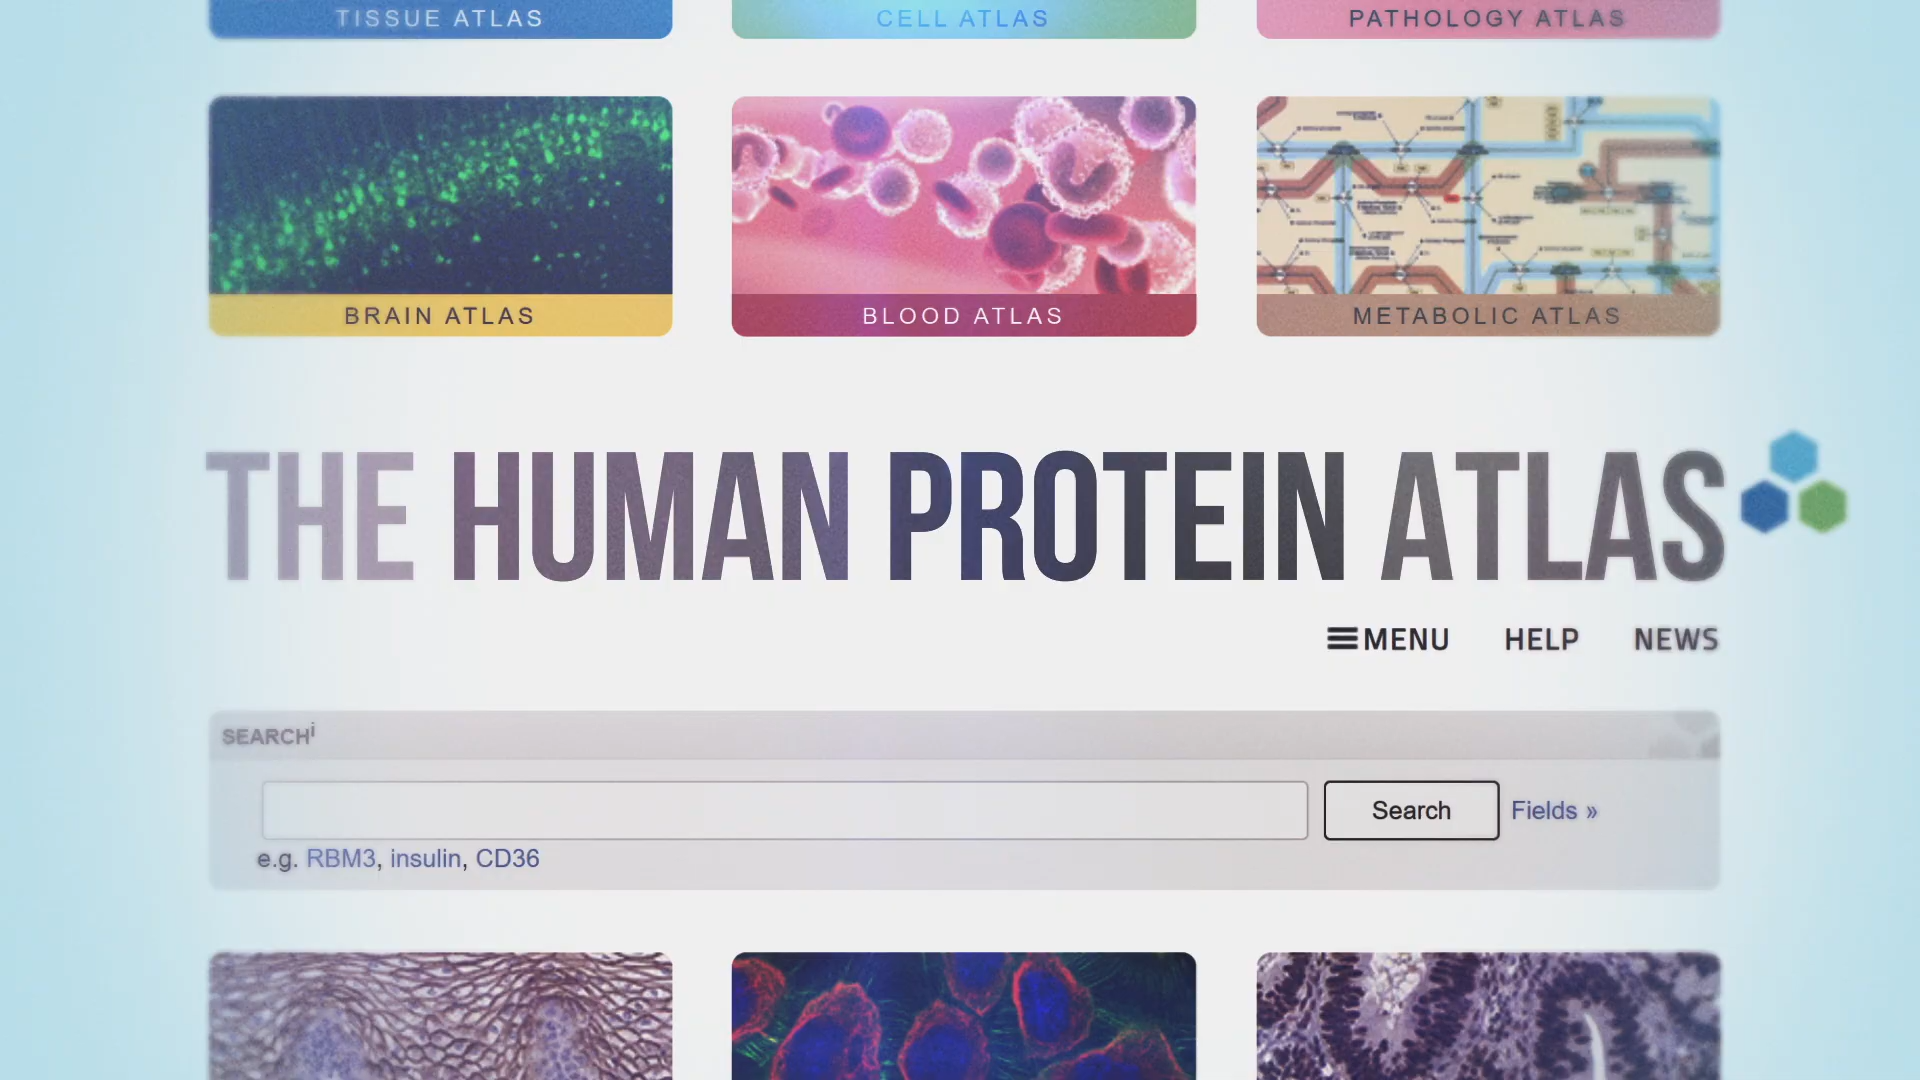 TISSUE ATLAS
CELL ATLAS
PATHOLOGY ATLAS
BRAIN ATLAS
BLOOD ATLAS
METABOLIC ATLAS
THE HUMAN PROTEIN ATLAS
MENU
HELP
NEWS
SEARCHi
Search
Fields »
e.g. RBM3, insulin, CD36